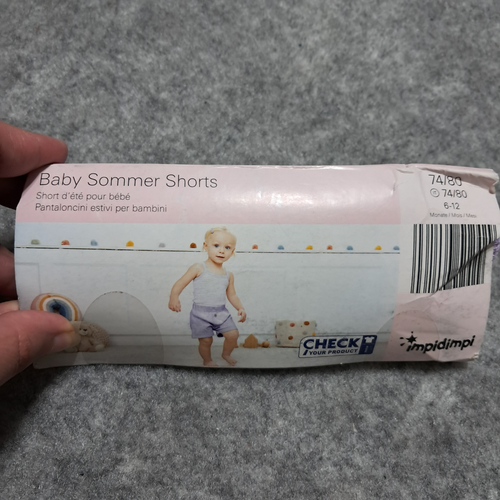 Baby Sommer Shorts
Short d'été pour bébé
Pantaloncini estivi per bambini
74/80
74/80
6-12
Monate / Mois / Mesi
CHECK
YOUR PRODUCT
impidimpi